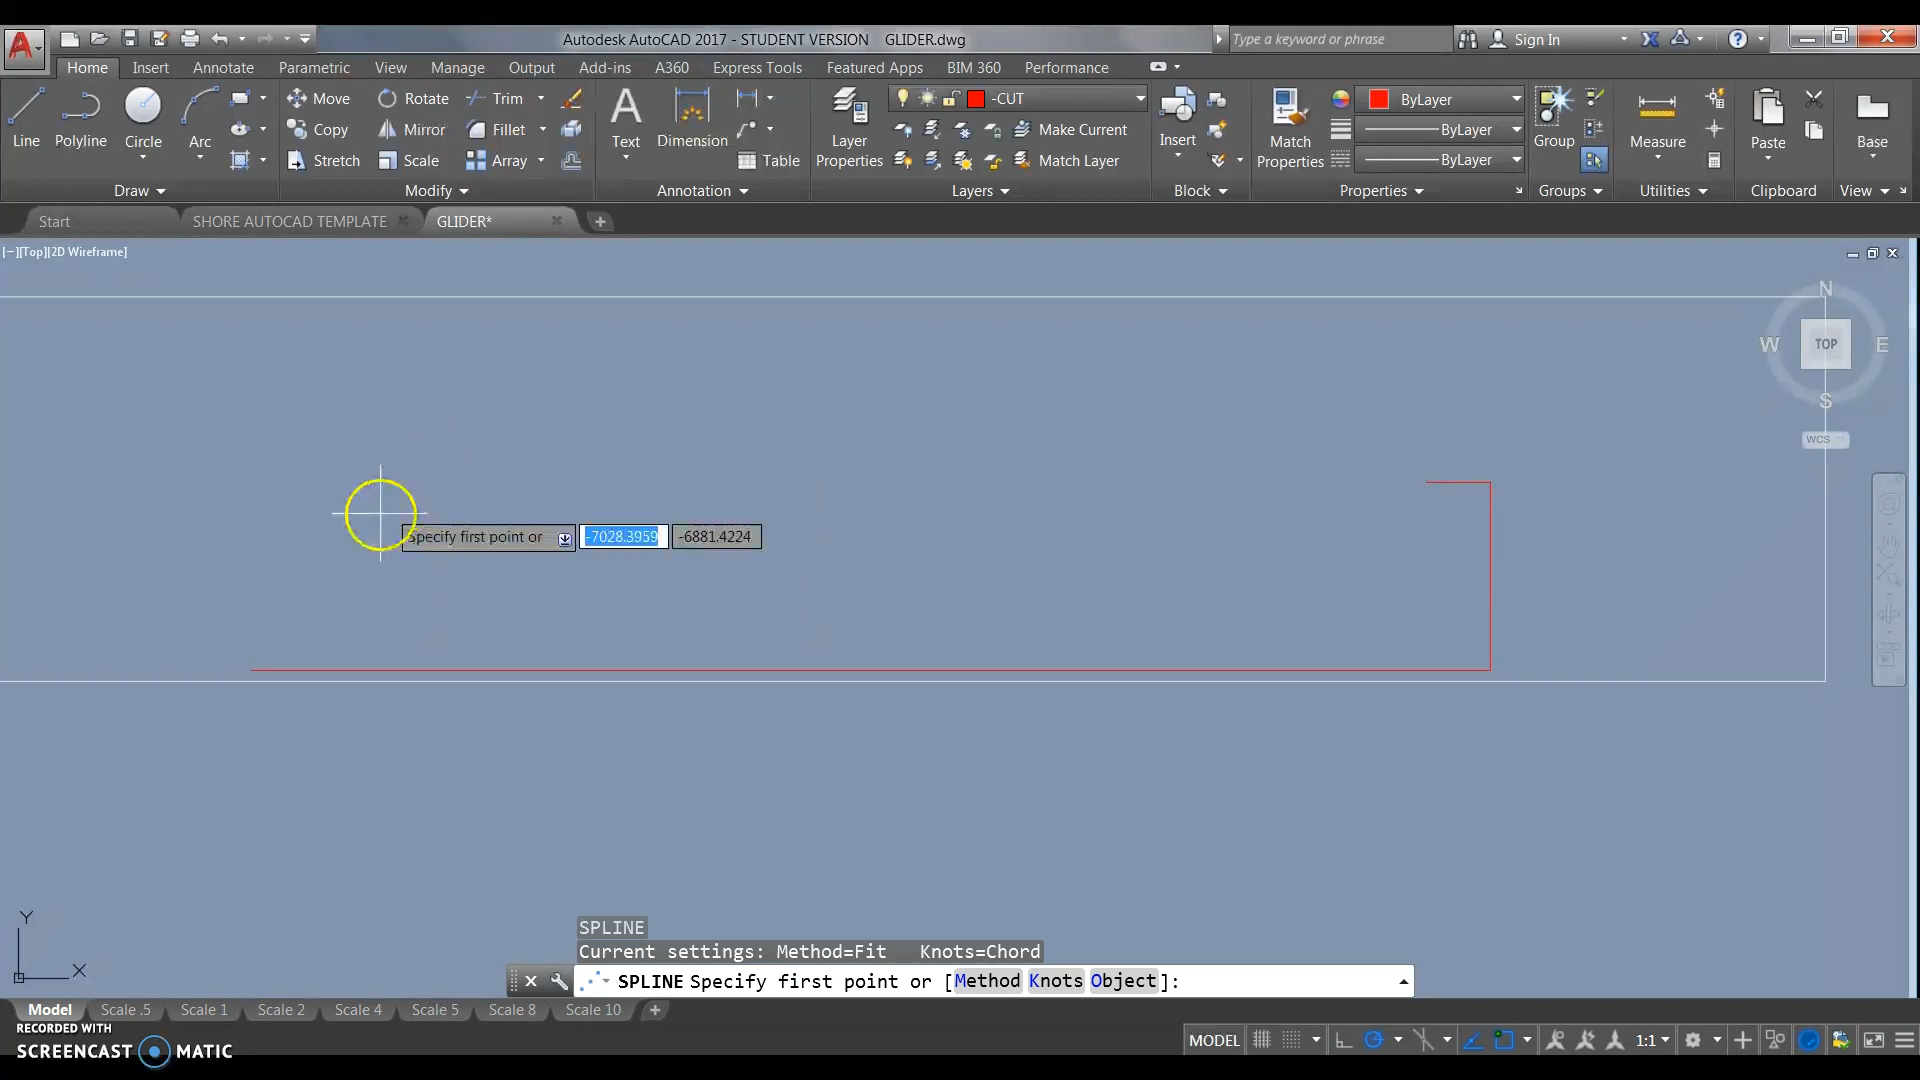 Autodesk AutoCAD 2017 - STUDENT VERSION GLIDER.dwg
Type a keyword or phrase
Sign In
Home Insert Annotate Parametric View Manage Output Add-ins A360 Express Tools Featured Apps BIM 360 Performance
Line Polyline Circle Arc
Move Rotate Trim
Copy Mirror Fillet
Stretch Scale Array
Text Dimension Table
Layer Properties
-CUT
Make Current
Match Layer
Insert
Match Properties
ByLayer
ByLayer
ByLayer
Group Measure Paste Base
Draw Modify Annotation Layers Block Properties Groups Utilities Clipboard View
Start SHORE AUTOCAD TEMPLATE GLIDER*
[−][Top][2D Wireframe]
N
W TOP E
S
WCS
Specify first point or -7028.3959 -6881.4224
Y
X
SPLINE
Current settings: Method=Fit Knots=Chord
SPLINE Specify first point or [Method Knots Object]:
Model Scale .5 Scale 1 Scale 2 Scale 4 Scale 5 Scale 8 Scale 10
RECORDED WITH
SCREENCAST MATIC
MODEL 1:1